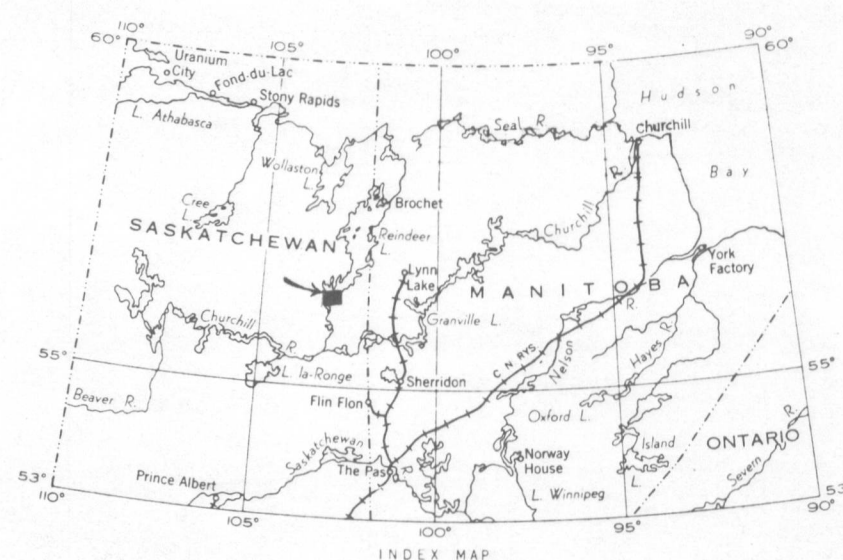 110°
60°
105°
100°
95°
90°
60°
Uranium
City
Fond-du-Lac
Stony Rapids
L. Athabasca
Hudson
Bay
Seal R.
Churchill
Wollaston
L.
Cree
L.
Brochet
Reindeer
L.
SASKATCHEWAN
Churchill R.
York
Factory
Lynn
Lake
MANITOBA
Granville L.
Churchill R.
R.
Nelson
C.N.RYS.
Hayes R.
55°
55°
L. la-Ronge
Sherridon
Beaver R.
Flin Flon
Oxford L.
Island
L.
ONTARIO
Severn R.
Saskatchewan
R.
The Pas
Norway
House
L. Winnipeg
Prince Albert
53°
110°
105°
100°
95°
90°
53
INDEX MAP